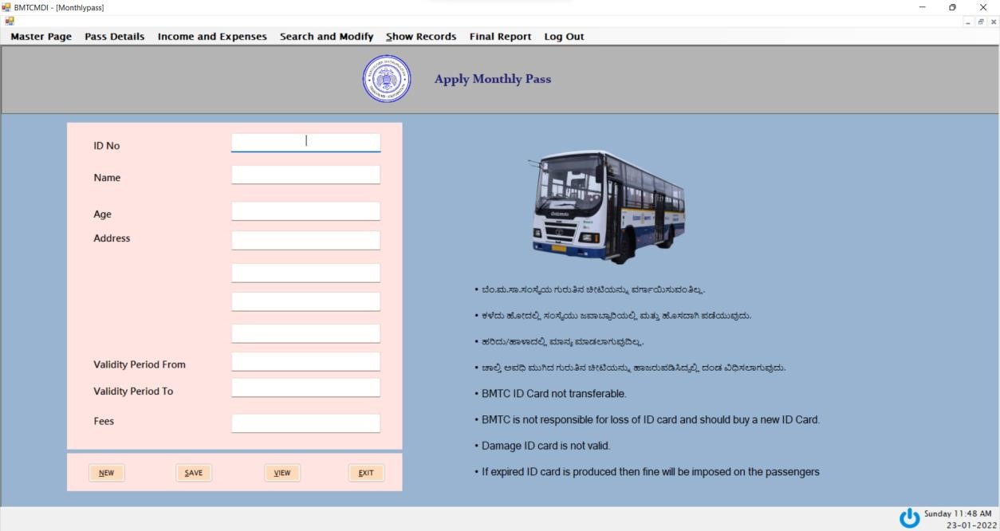 BMTCMDI - [Monthlypass]
Master Page Pass Details Income and Expenses Search and Modify Show Records Final Report Log Out
Apply Monthly Pass
ID No
Name
Age
Address
Validity Period From
Validity Period To
Fees
NEW SAVE VIEW EXIT
• ಬೆಂ.ಮ.ಸಾ.ಸಂಸ್ಥೆಯ ಗುರುತಿನ ಚೀಟಿಯನ್ನು ವರ್ಗಾಯಿಸುವಂತಿಲ್ಲ.
• ಕಳೆದು ಹೋದಲ್ಲಿ ಸಂಸ್ಥೆಯು ಜವಾಬ್ಧಾರಿಯಲ್ಲಿ ಮತ್ತು ಹೊಸದಾಗಿ ಪಡೆಯುವುದು.
• ಹರಿದು/ಹಾಳಾದಲ್ಲಿ ಮಾನ್ಯ ಮಾಡಲಾಗುವುದಿಲ್ಲ.
• ಚಾಲ್ತಿ ಅವಧಿ ಮುಗಿದ ಗುರುತಿನ ಚೀಟಿಯನ್ನು ಹಾಜರುಪಡಿಸಿದ್ದಲ್ಲಿ ದಂಡ ವಿಧಿಸಲಾಗುವುದು.
• BMTC ID Card not transferable.
• BMTC is not responsible for loss of ID card and should buy a new ID Card.
• Damage ID card is not valid.
• If expired ID card is produced then fine will be imposed on the passengers
Sunday 11:48 AM
23-01-2022